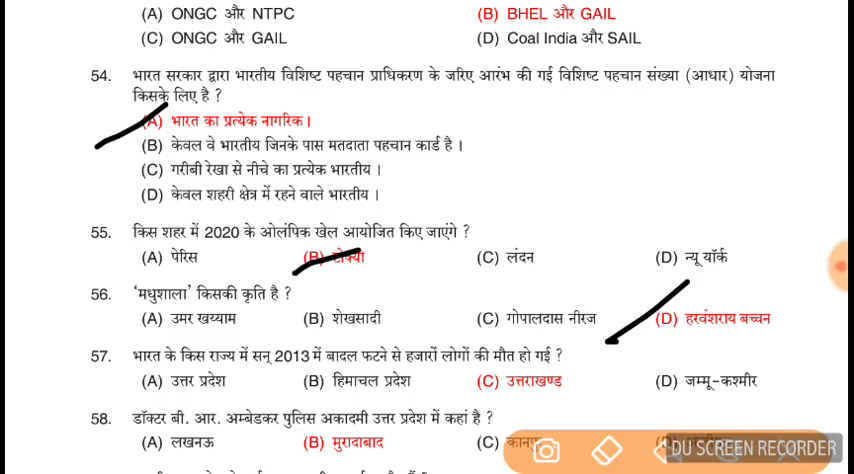 (A) ONGC और NTPC (B) BHEL और GAIL
(C) ONGC और GAIL (D) Coal India और SAIL
54. भारत सरकार द्वारा भारतीय विशिष्ट पहचान प्राधिकरण के जरिए आरंभ की गई विशिष्ट पहचान संख्या (आधार) योजना
किसके लिए है ?
(A) भारत का प्रत्येक नागरिक।
(B) केवल वे भारतीय जिनके पास मतदाता पहचान कार्ड है।
(C) गरीबी रेखा से नीचे का प्रत्येक भारतीय।
(D) केवल शहरी क्षेत्र में रहने वाले भारतीय।
55. किस शहर में 2020 के ओलंपिक खेल आयोजित किए जाएंगे ?
(A) पेरिस (B) टोक्यो (C) लंदन (D) न्यू यॉर्क
56. ‘मधुशाला’ किसकी कृति है ?
(A) उमर खय्याम (B) शेखसादी (C) गोपालदास नीरज (D) हरवंशराय बच्चन
57. भारत के किस राज्य में सन् 2013 में बादल फटने से हजारों लोगों की मौत हो गई ?
(A) उत्तर प्रदेश (B) हिमाचल प्रदेश (C) उत्तराखण्ड (D) जम्मू-कश्मीर
58. डॉक्टर बी. आर. अम्बेडकर पुलिस अकादमी उत्तर प्रदेश में कहां है ?
(A) लखनऊ (B) मुरादाबाद (C) (D)
DU SCREEN RECORDER